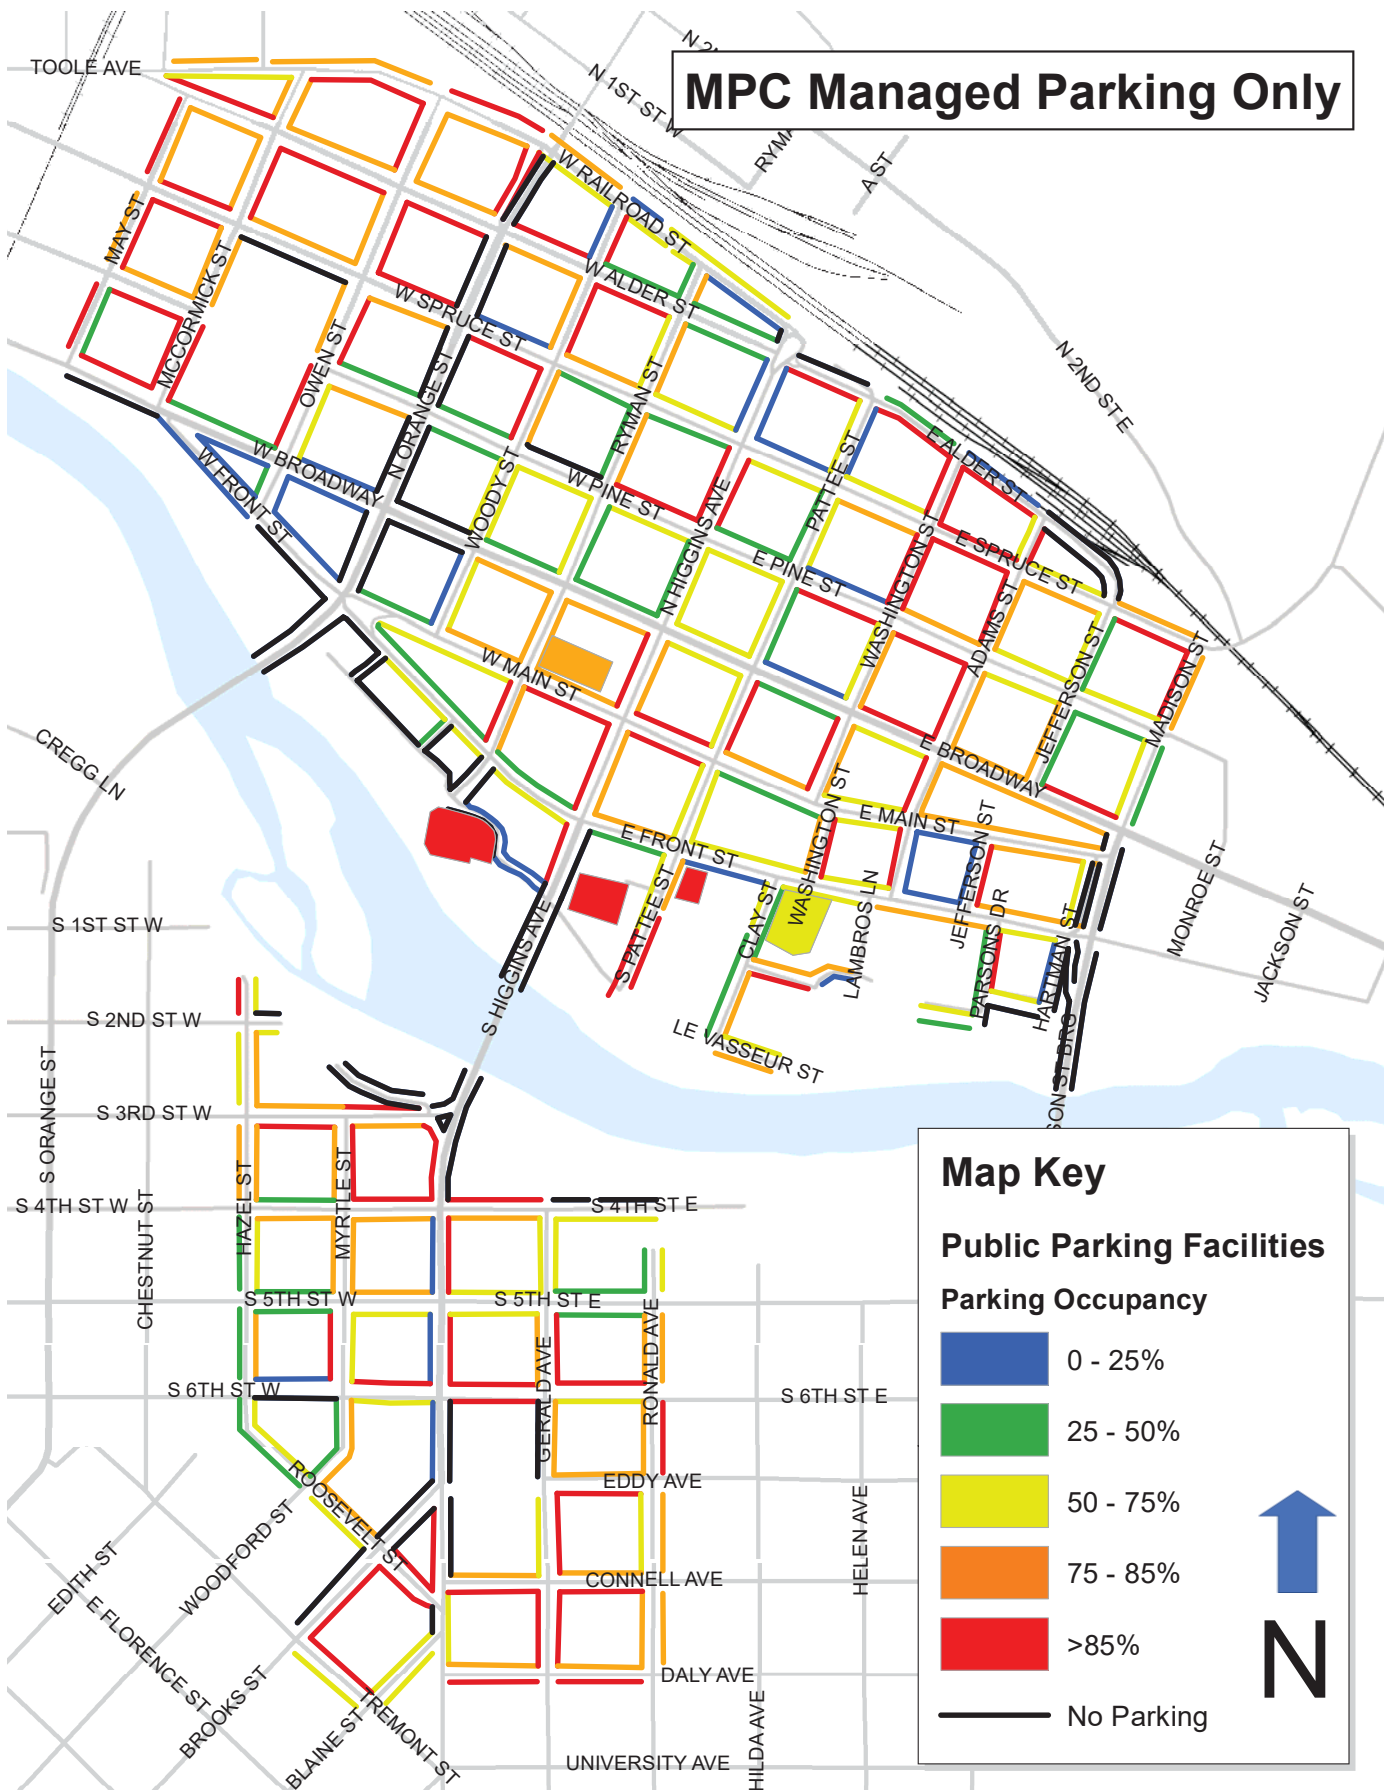 TOOLE AVE
N 1ST ST W
MPC Managed Parking Only
A ST
W RAILROAD ST
MAY ST
MCCORMICK ST
OWEN ST
W SPRUCE ST
W ALDER ST
N ORANGE ST
RYMAN ST
N 2ND ST E
W BROADWAY
W FRONT ST
WOODY ST
W PINE ST
N HIGGINS AVE
PATTEE ST
E ALDER ST
E SPRUCE ST
E PINE ST
WASHINGTON ST
ADAMS ST
JEFFERSON ST
MADISON ST
W MAIN ST
E BROADWAY
CREGG LN
E MAIN ST
E FRONT ST
WASHINGTON ST
JEFFERSON ST
S PATTEE ST
CLAY ST
LAMBROS LN
PARSONS DR
HARTMAN ST
MONROE ST
JACKSON ST
S 1ST ST W
S HIGGINS AVE
S 2ND ST W
LE VASSEUR ST
SON ST BRO
S ORANGE ST
S 3RD ST W
S 4TH ST W
CHESTNUT ST
HAZEL ST
MYRTLE ST
S 4TH ST E
S 5TH ST W
S 5TH ST E
GERALD AVE
RONALD AVE
S 6TH ST W
S 6TH ST E
EDDY AVE
ROOSEVELT ST
WOODFORD ST
EDITH ST
E FLORENCE ST
CONNELL AVE
HELEN AVE
BROOKS ST
BLAINE ST
TREMONT ST
DALY AVE
HILDA AVE
UNIVERSITY AVE
Map Key
Public Parking Facilities
Parking Occupancy
0 - 25%
25 - 50%
50 - 75%
75 - 85%
>85%
No Parking
N